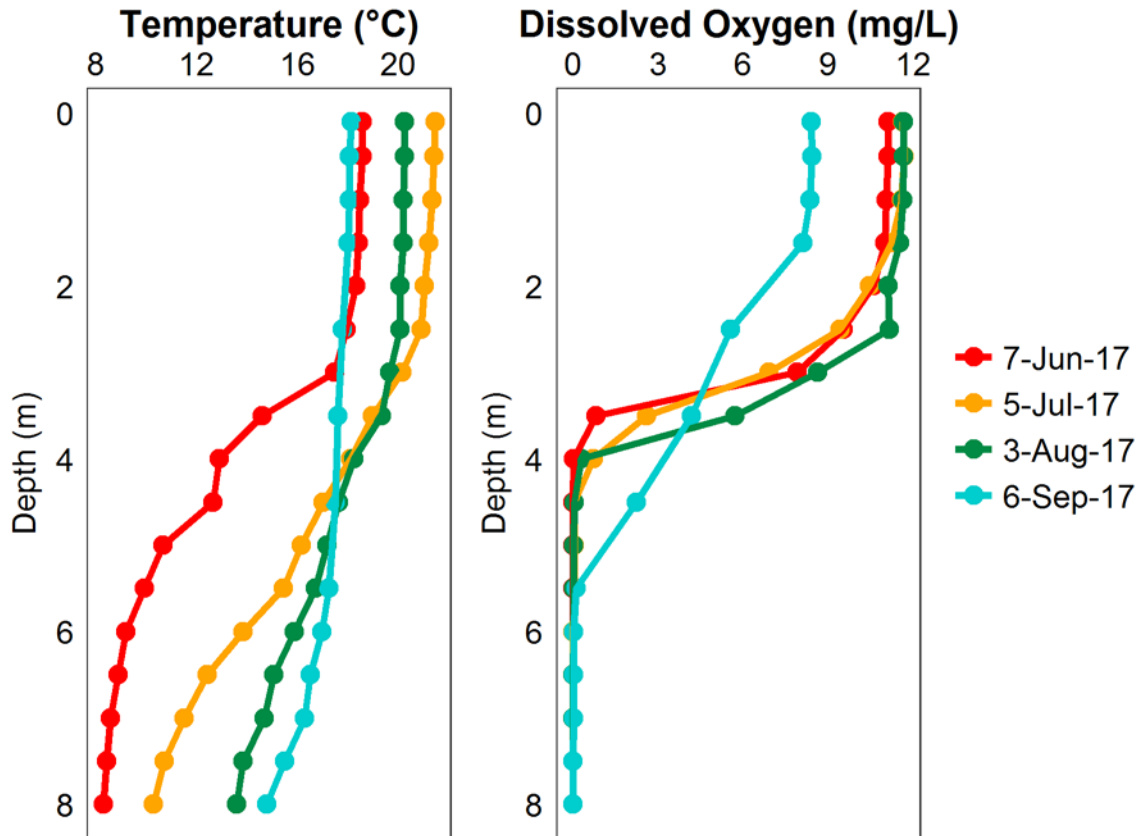 Temperature (°C)
8 12 16 20
0
2
4
6
8
Depth (m)
Dissolved Oxygen (mg/L)
0 3 6 9 12
0
2
4
6
8
Depth (m)
7-Jun-17
5-Jul-17
3-Aug-17
6-Sep-17